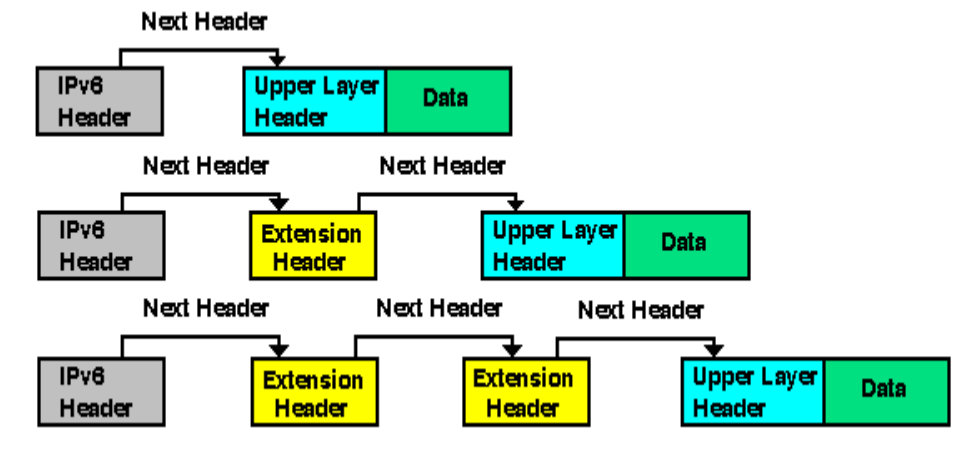 Next Header
IPv6 Upper Layer Data
Header Header
Next Header Next Header
IPv6 Extension Upper Layer Data
Header Header Header
Next Header Next Header Next Header
IPv6 Extension Extension Upper Layer Data
Header Header Header Header